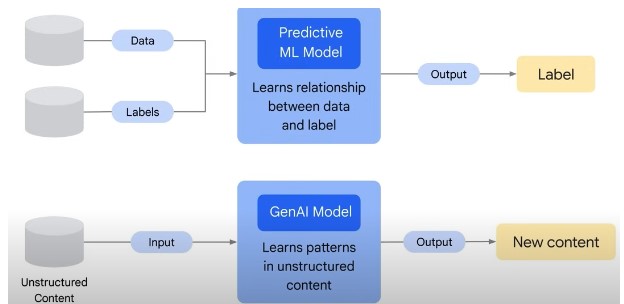 Data
Labels
Predictive
ML Model
Learns relationship
between data
and label
Output
Label
Unstructured
Content
Input
GenAI Model
Learns patterns
in unstructured
content
Output
New content